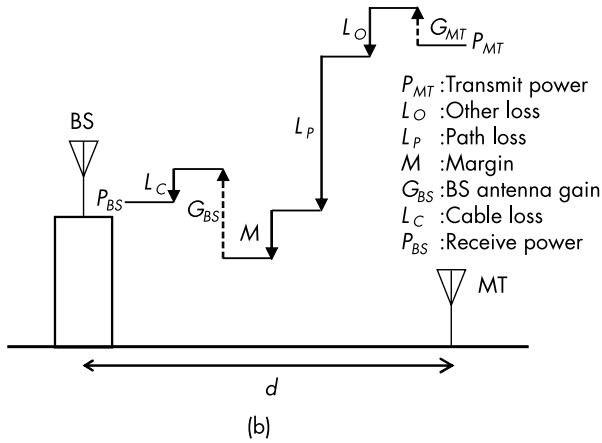 L_O
G_MT
P_MT
P_MT :Transmit power
L_O :Other loss
L_P :Path loss
M :Margin
G_BS :BS antenna gain
L_C :Cable loss
P_BS :Receive power
BS
L_P
P_BS
L_C
G_BS
M
MT
d
(b)